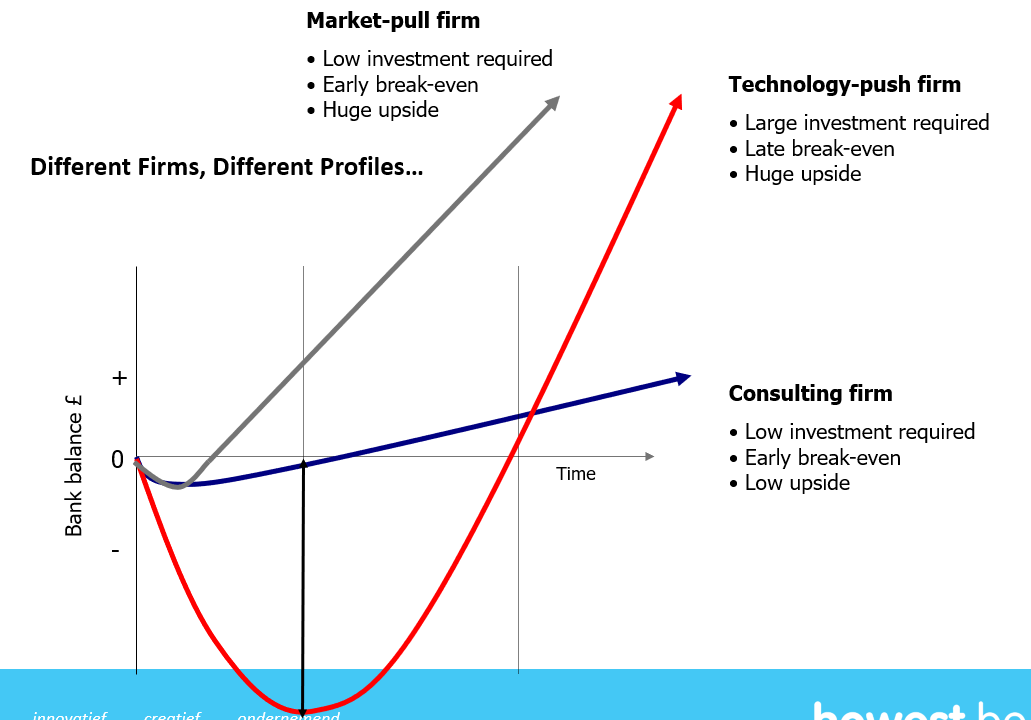 Market-pull firm
• Low investment required
• Early break-even
• Huge upside
Technology-push firm
• Large investment required
• Late break-even
• Huge upside
Different Firms, Different Profiles...
+
0
-
Bank balance £
Time
Consulting firm
• Low investment required
• Early break-even
• Low upside
innovatief creatief ondernemend
howest.be